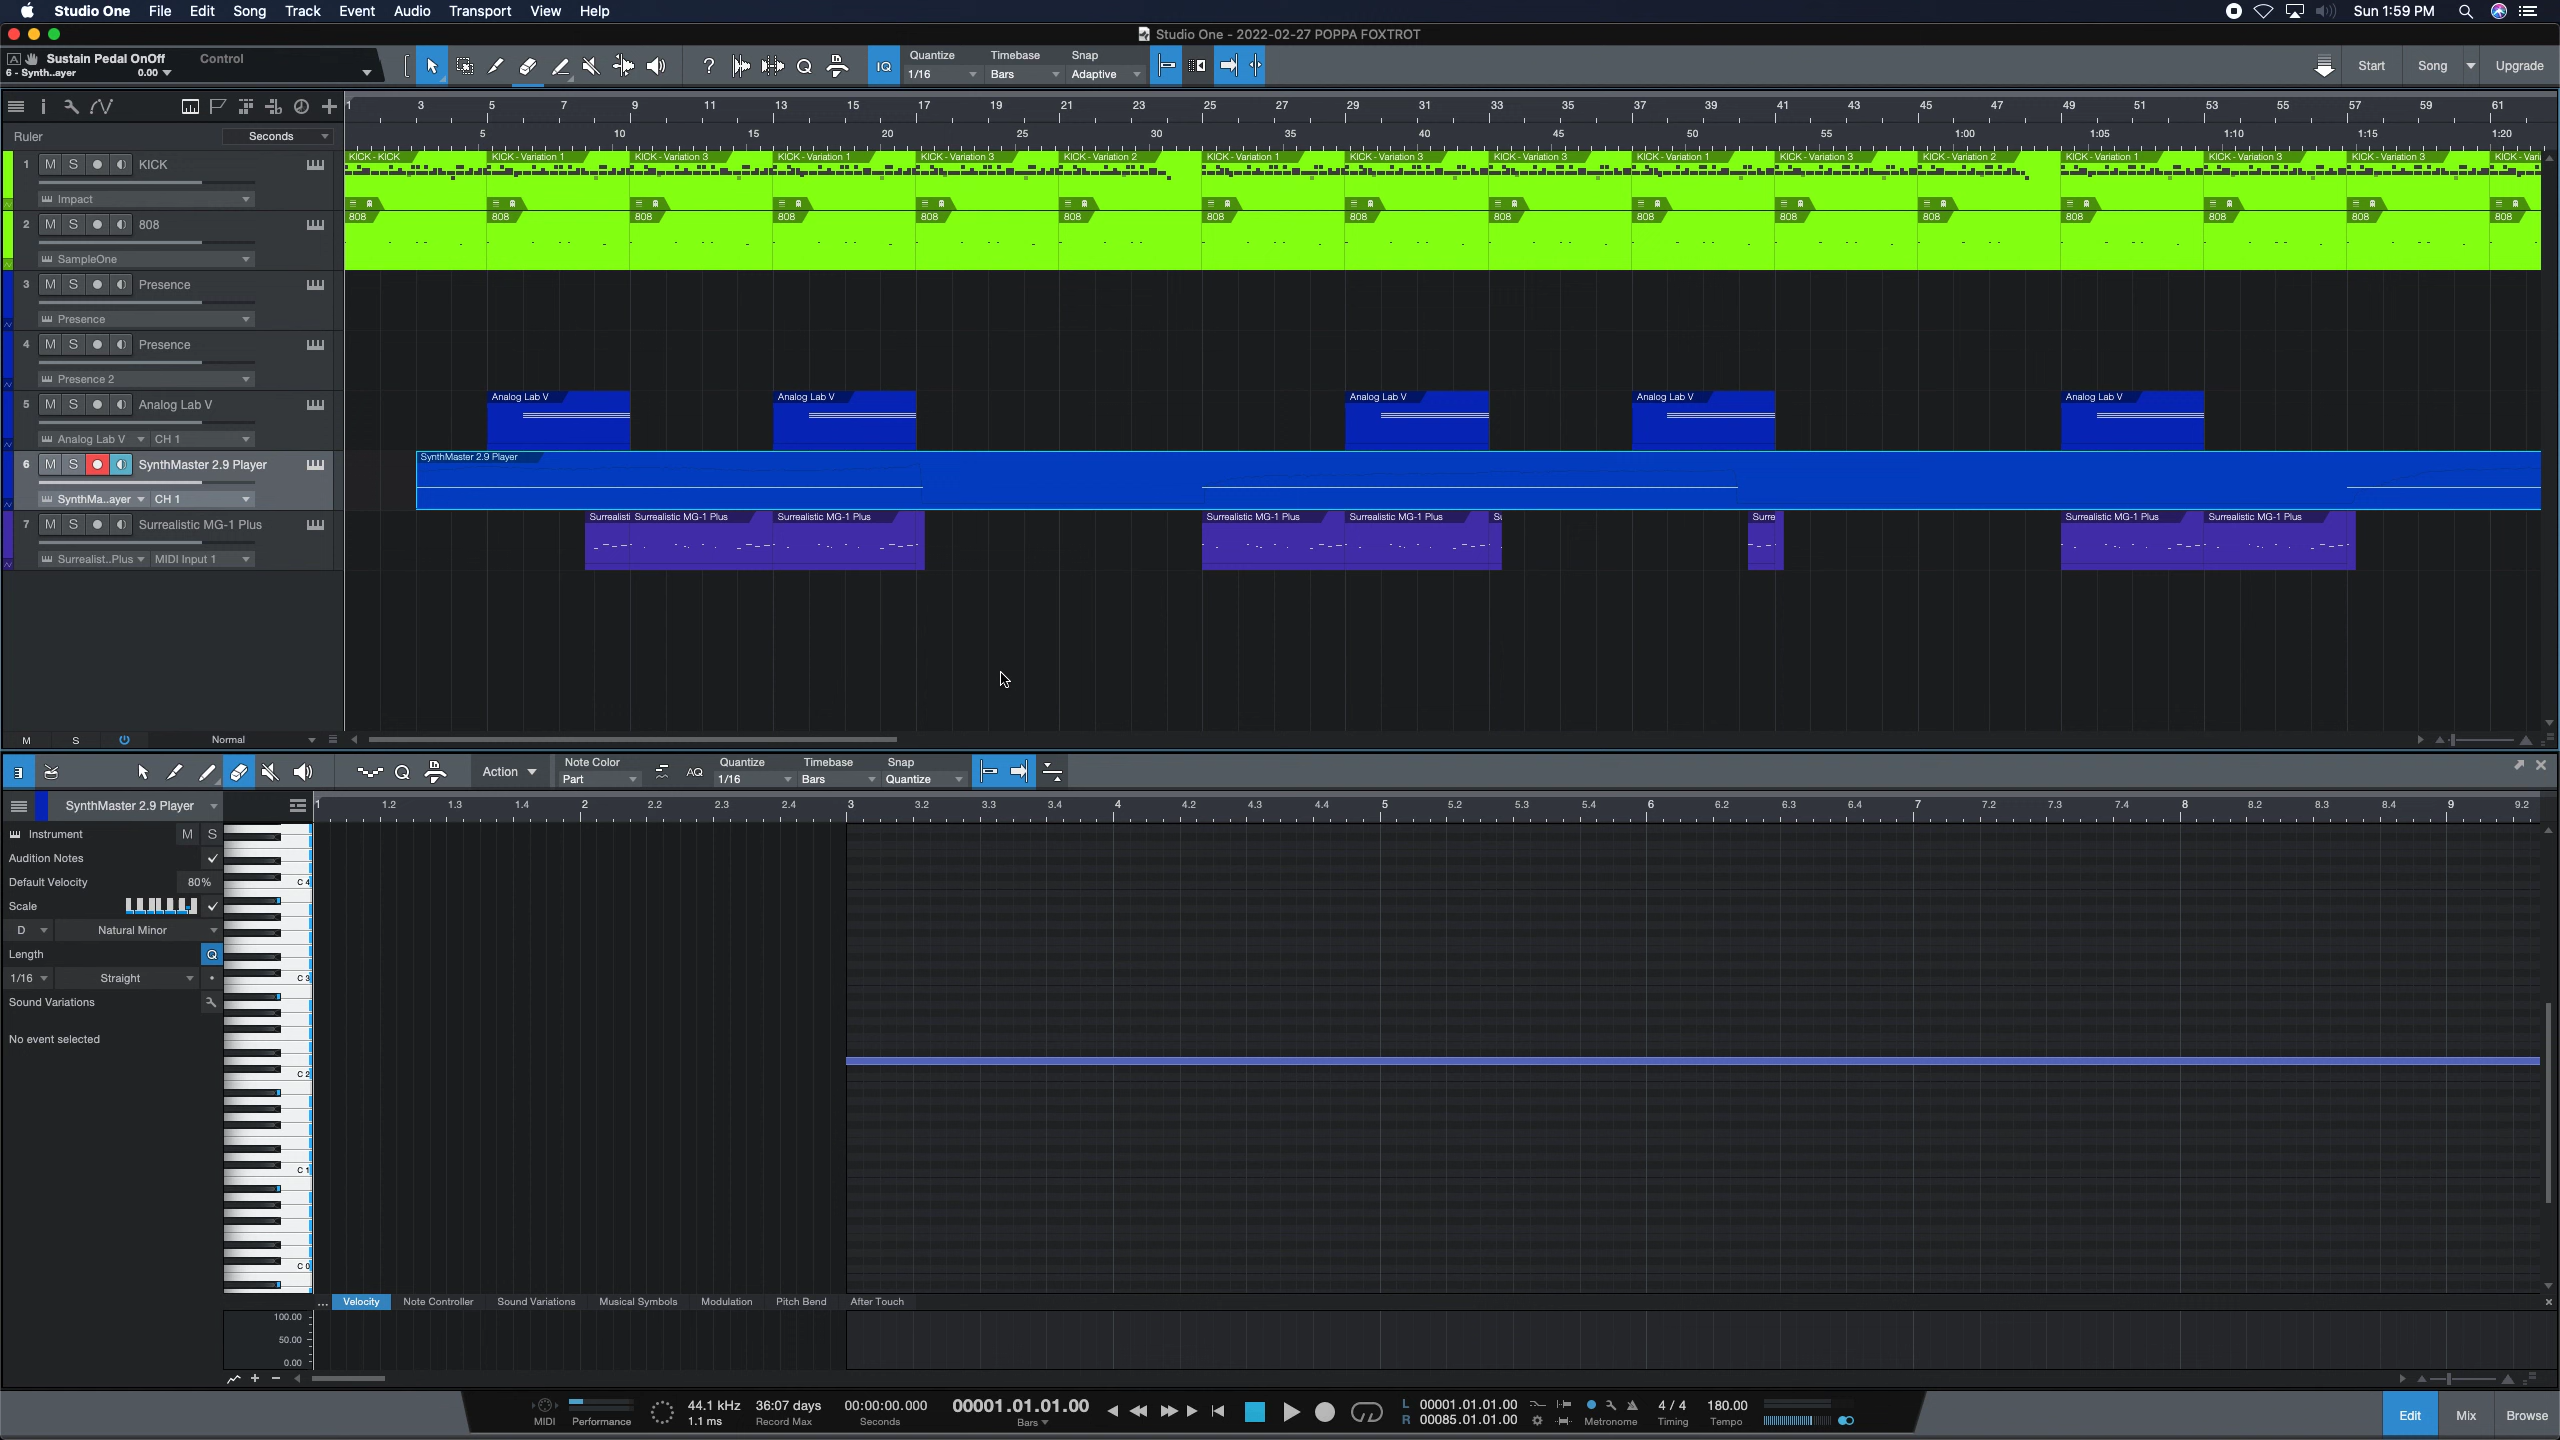 Studio One File Edit Song Track Event Audio Transport View Help Sun 1:59 PM
Studio One - 2022-02-27 POPPA FOXTROT
A Sustain Pedal OnOff Control
6 - Synth..ayer 0.00
IQ Quantize Timebase Snap
1/16 Bars Adaptive
Start Song Upgrade
1 3 5 7 9 11 13 15 17 19 21 23 25 27 29 31 33 35 37 39 41 43 45 47 49 51 53 55 57 59 61
Ruler Seconds 5 10 15 20 25 30 35 40 45 50 55 1:00 1:05 1:10 1:15 1:20
KICK - KICK KICK - Variation 1 KICK - Variation 3 KICK - Variation 1 KICK - Variation 3 KICK - Variation 2 KICK - Variation 1 KICK - Variation 3 KICK - Variation 3 KICK - Variation 1 KICK - Variation 3 KICK - Variation 2 KICK - Variation 1 KICK - Variation 3 KICK - Variation 3 KICK - Vari
1 M S KICK
Impact
808 808 808 808 808 808 808 808 808 808 808 808 808 808 808 808
2 M S 808
SampleOne
3 M S Presence
Presence
4 M S Presence
Presence 2
Analog Lab V Analog Lab V Analog Lab V Analog Lab V Analog Lab V
5 M S Analog Lab V
Analog Lab V CH 1
SynthMaster 2.9 Player
6 M S SynthMaster 2.9 Player
SynthMa..ayer CH 1
Surrealisti Surrealistic MG-1 Plus Surrealistic MG-1 Plus Surrealistic MG-1 Plus Surrealistic MG-1 Plus Su Surre Surrealistic MG-1 Plus Surrealistic MG-1 Plus
7 M S Surrealistic MG-1 Plus
Surrealist..Plus MIDI Input 1
M S Normal
Action Note Color Part AQ Quantize 1/16 Timebase Bars Snap Quantize
SynthMaster 2.9 Player 1 1.2 1.3 1.4 2 2.2 2.3 2.4 3 3.2 3.3 3.4 4 4.2 4.3 4.4 5 5.2 5.3 5.4 6 6.2 6.3 6.4 7 7.2 7.3 7.4 8 8.2 8.3 8.4 9 9.2
Instrument M S
Audition Notes
Default Velocity 80%
C 4
Scale
D Natural Minor
Length Q
1/16 Straight
C 3
Sound Variations
No event selected
C 2
C 1
C 0
... Velocity Note Controller Sound Variations Musical Symbols Modulation Pitch Bend After Touch
100.00
50.00
0.00
MIDI Performance 44.1 kHz 1.1 ms 36:07 days Record Max 00:00:00.000 Seconds 00001.01.01.00 Bars
L 00001.01.01.00
R 00085.01.01.00
Metronome 4 / 4 Timing 180.00 Tempo
Edit Mix Browse